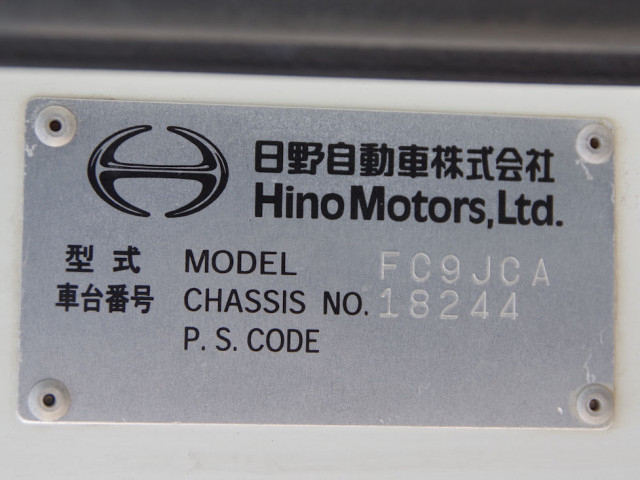 日野自動車株式会社
Hino Motors, Ltd.
型式 MODEL FC9JCA
車台番号 CHASSIS NO. 18244
P. S. CODE